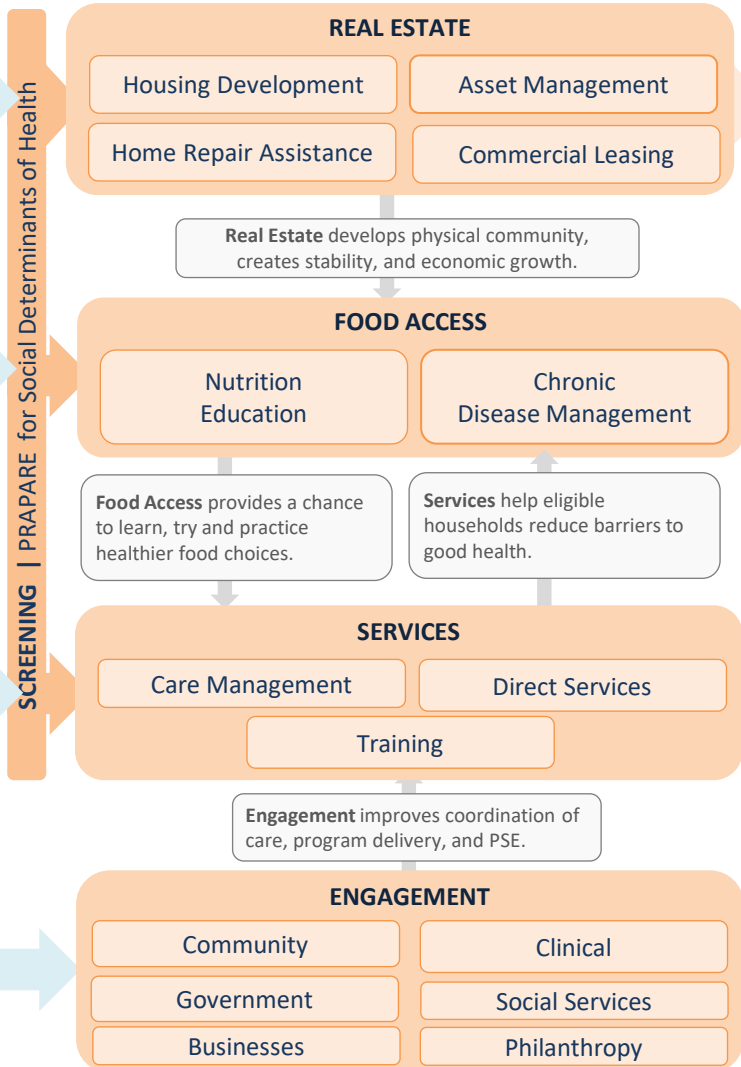 REAL ESTATE
Housing Development
Asset Management
Home Repair Assistance
Commercial Leasing
Real Estate develops physical community,
creates stability, and economic growth.
SCREENING | PRAPARE for Social Determinants of Health
FOOD ACCESS
Nutrition
Education
Chronic
Disease Management
Food Access provides a chance
to learn, try and practice
healthier food choices.
Services help eligible
households reduce barriers to
good health.
SERVICES
Care Management
Direct Services
Training
Engagement improves coordination of
care, program delivery, and PSE.
ENGAGEMENT
Community
Clinical
Government
Social Services
Businesses
Philanthropy